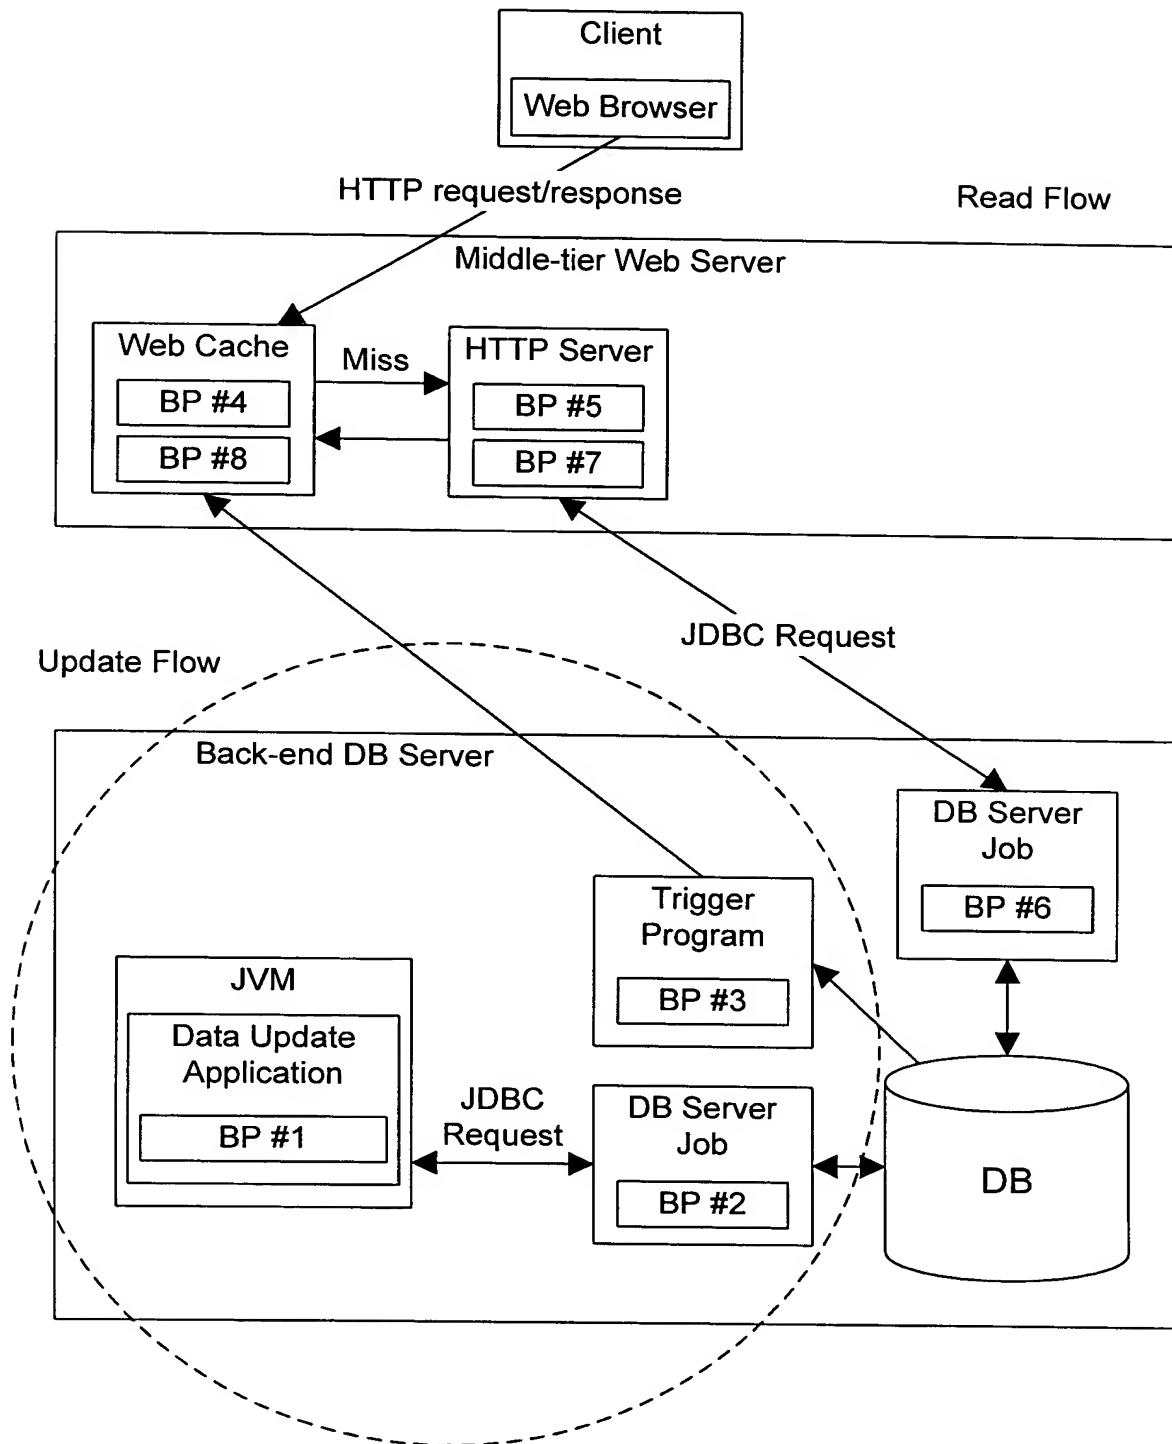 Client
Web Browser
HTTP request/response
Read Flow
Middle-tier Web Server
Web Cache
BP #4
BP #8
Miss
HTTP Server
BP #5
BP #7
JDBC Request
Update Flow
Back-end DB Server
DB Server
Job
BP #6
Trigger
Program
BP #3
JVM
Data Update
Application
BP #1
JDBC
Request
DB Server
Job
BP #2
DB